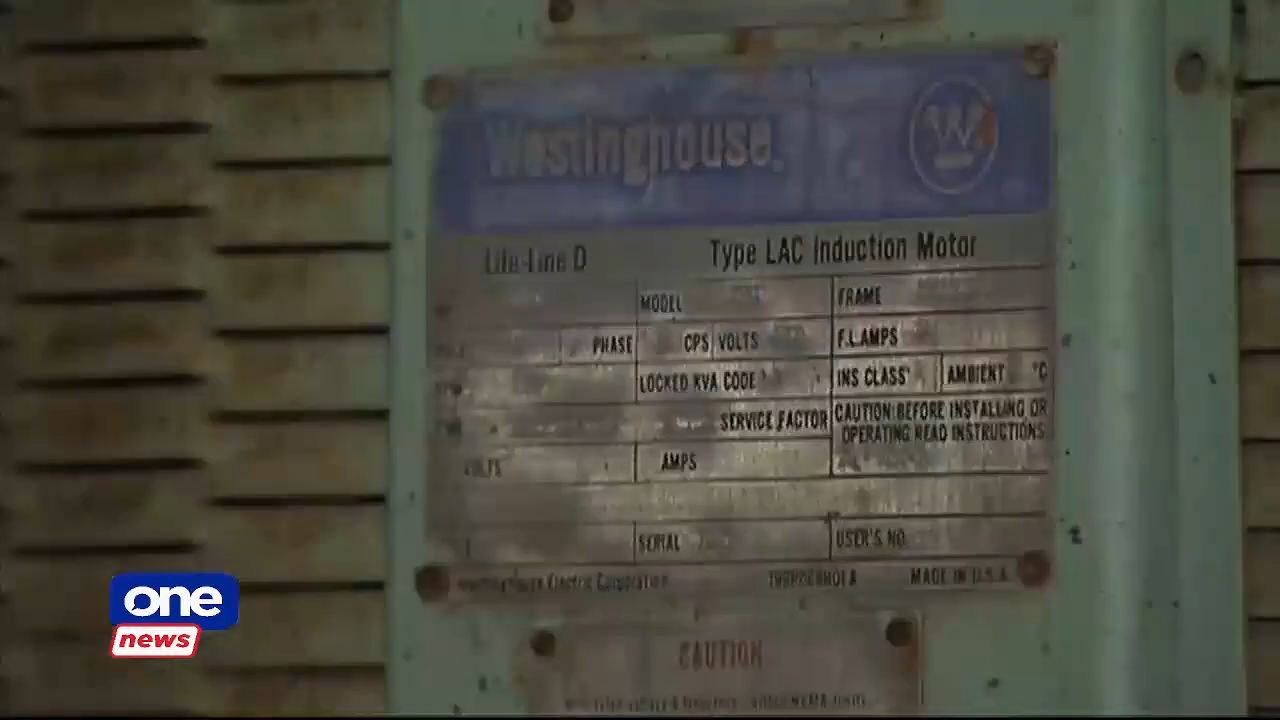 Westinghouse
W
Life-Line D Type LAC Induction Motor
MODEL FRAME
PHASE CPS VOLTS F.L. AMPS
LOCKED KVA CODE INS CLASS AMBIENT °C
SERVICE FACTOR CAUTION: BEFORE INSTALLING OR
OPERATING READ INSTRUCTIONS
VOLTS AMPS
SERIAL USER'S NO.
Westinghouse Electric Corporation MADE IN U.S.A.
one
news
CAUTION